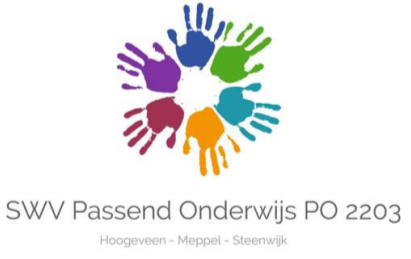 SWV Passend Onderwijs PO 2203
Hoogeveen - Meppel - Steenwijk